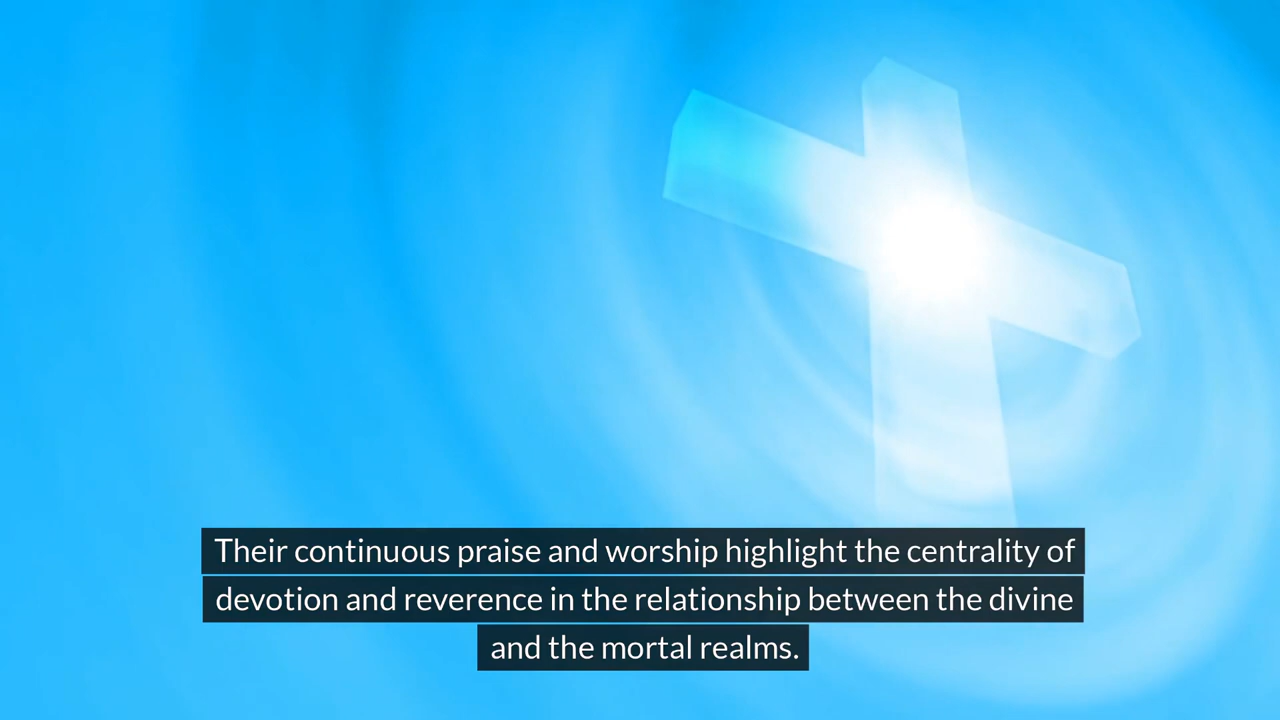 Their continuous praise and worship highlight the centrality of
devotion and reverence in the relationship between the divine
and the mortal realms.